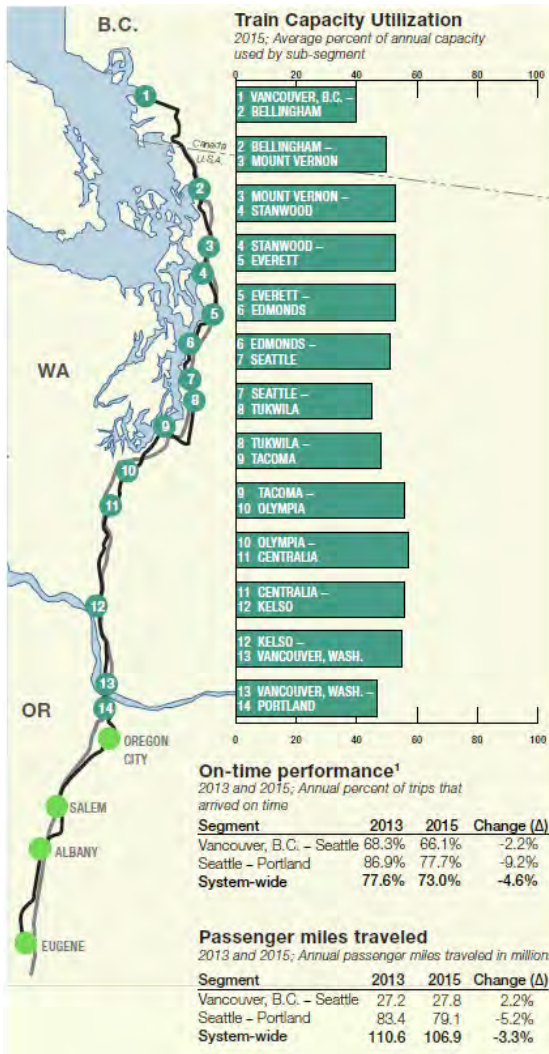 B.C.
Train Capacity Utilization
2015; Average percent of annual capacity
used by sub-segment
0 20 40 60 80 100
1 VANCOUVER, B.C. –
2 BELLINGHAM
Canada
U.S.A.
2 BELLINGHAM –
3 MOUNT VERNON
3 MOUNT VERNON –
4 STANWOOD
4 STANWOOD –
5 EVERETT
5 EVERETT –
6 EDMONDS
6 EDMONDS –
7 SEATTLE
7 SEATTLE –
8 TUKWILA
8 TUKWILA –
9 TACOMA
9 TACOMA –
10 OLYMPIA
10 OLYMPIA –
11 CENTRALIA
11 CENTRALIA –
12 KELSO
12 KELSO –
13 VANCOUVER, WASH.
13 VANCOUVER, WASH. –
14 PORTLAND
0 20 40 60 80 100
1
2
3
4
5
6
WA
7
8
9
10
11
12
13
OR
14
OREGON
CITY
SALEM
ALBANY
EUGENE
On-time performance¹
2013 and 2015; Annual percent of trips that
arrived on time
Segment 2013 2015 Change (Δ)
Vancouver, B.C. – Seattle 68.3% 66.1% -2.2%
Seattle – Portland 86.9% 77.7% -9.2%
System-wide 77.6% 73.0% -4.6%
Passenger miles traveled
2013 and 2015; Annual passenger miles traveled in million
Segment 2013 2015 Change (Δ)
Vancouver, B.C. – Seattle 27.2 27.8 2.2%
Seattle – Portland 83.4 79.1 -5.2%
System-wide 110.6 106.9 -3.3%